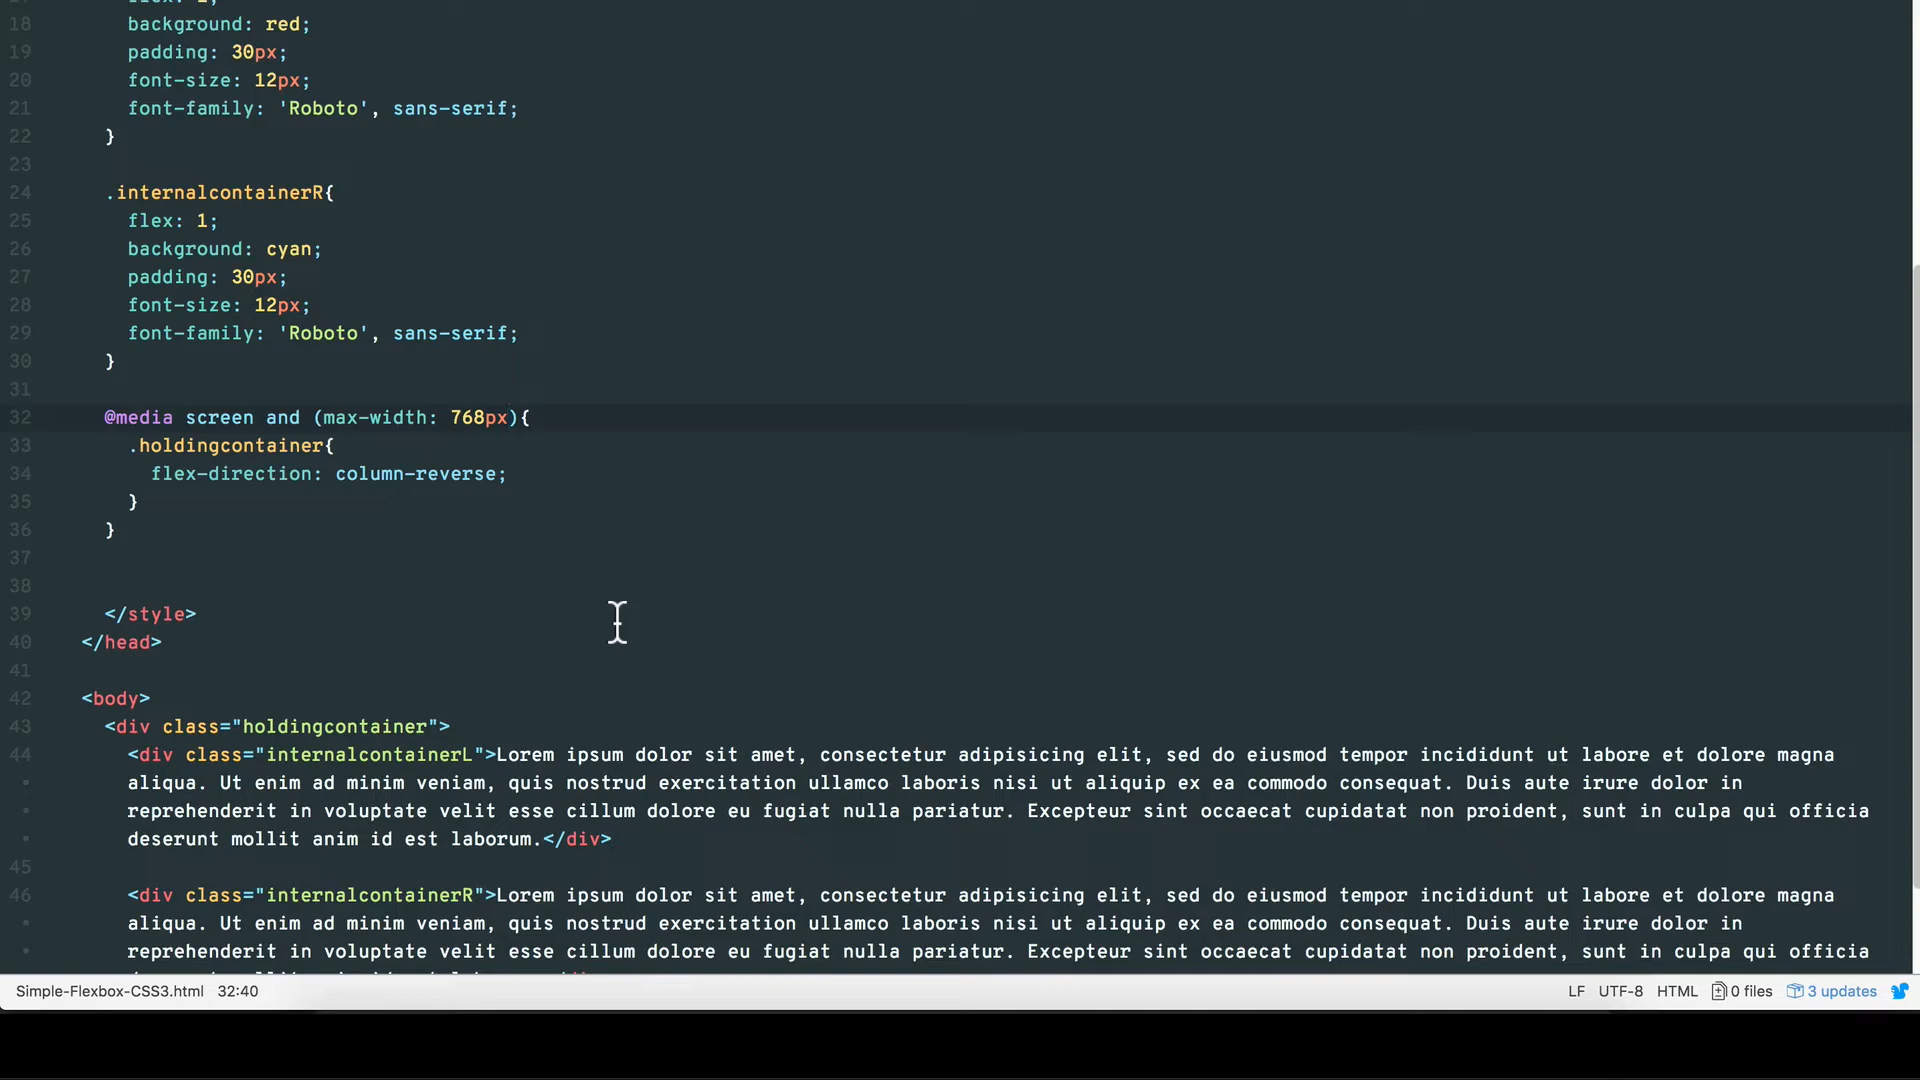 18 background: red;
19 padding: 30px;
20 font-size: 12px;
21 font-family: 'Roboto', sans-serif;
22 }
23
24 .internalcontainerR{
25 flex: 1;
26 background: cyan;
27 padding: 30px;
28 font-size: 12px;
29 font-family: 'Roboto', sans-serif;
30 }
31
32 @media screen and (max-width: 768px){
33 .holdingcontainer{
34 flex-direction: column-reverse;
35 }
36 }
37
38
39 </style>
40 </head>
41
42 <body>
43 <div class="holdingcontainer">
44 <div class="internalcontainerL">Lorem ipsum dolor sit amet, consectetur adipisicing elit, sed do eiusmod tempor incididunt ut labore et dolore magna
aliqua. Ut enim ad minim veniam, quis nostrud exercitation ullamco laboris nisi ut aliquip ex ea commodo consequat. Duis aute irure dolor in
reprehenderit in voluptate velit esse cillum dolore eu fugiat nulla pariatur. Excepteur sint occaecat cupidatat non proident, sunt in culpa qui officia
deserunt mollit anim id est laborum.</div>
45
46 <div class="internalcontainerR">Lorem ipsum dolor sit amet, consectetur adipisicing elit, sed do eiusmod tempor incididunt ut labore et dolore magna
aliqua. Ut enim ad minim veniam, quis nostrud exercitation ullamco laboris nisi ut aliquip ex ea commodo consequat. Duis aute irure dolor in
reprehenderit in voluptate velit esse cillum dolore eu fugiat nulla pariatur. Excepteur sint occaecat cupidatat non proident, sunt in culpa qui officia
Simple-Flexbox-CSS3.html 32:40 LF UTF-8 HTML 0 files 3 updates